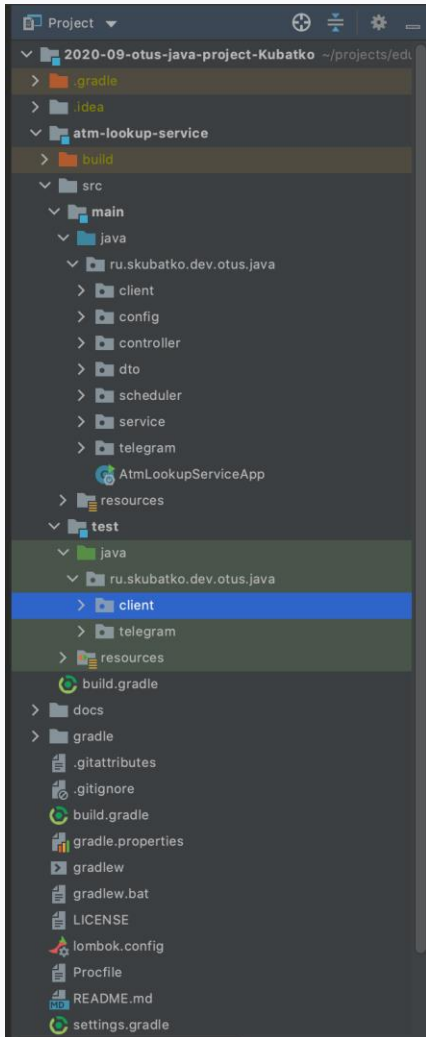 Project
2020-09-otus-java-project-Kubatko ~/projects/edu
.gradle
.idea
atm-lookup-service
build
src
main
java
ru.skubatko.dev.otus.java
client
config
controller
dto
scheduler
service
telegram
AtmLookupServiceApp
resources
test
java
ru.skubatko.dev.otus.java
client
telegram
resources
build.gradle
docs
gradle
.gitattributes
.gitignore
build.gradle
gradle.properties
gradlew
gradlew.bat
LICENSE
lombok.config
Procfile
MD README.md
settings.gradle